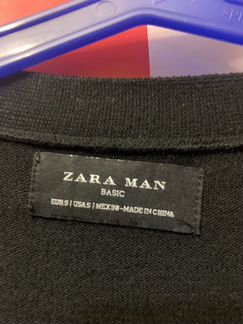 ZARA MAN
BASIC
EUR S | USA S | MEX 38 - MADE IN CHINA